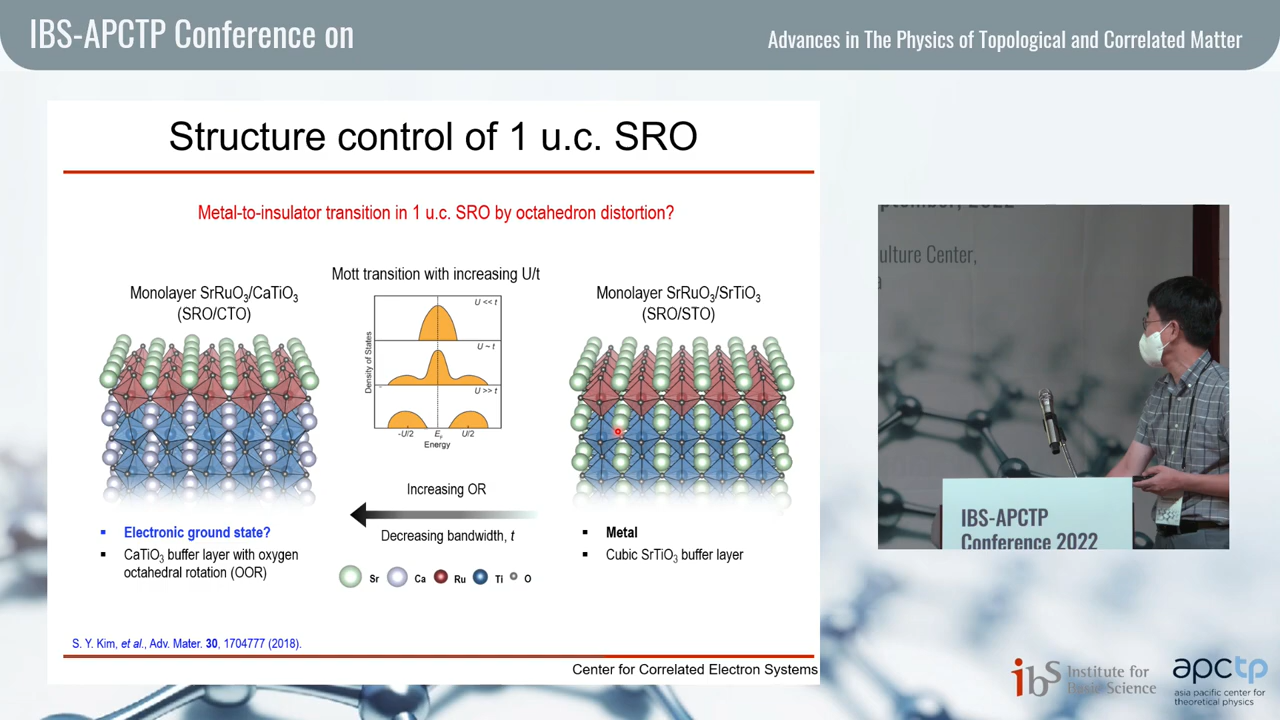 IBS-APCTP Conference on
Advances in The Physics of Topological and Correlated Matter
Structure control of 1 u.c. SRO
Metal-to-insulator transition in 1 u.c. SRO by octahedron distortion?
Mott transition with increasing U/t
Monolayer SrRuO₃/CaTiO₃
(SRO/CTO)
Monolayer SrRuO₃/SrTiO₃
(SRO/STO)
U << t
U ~ t
U >> t
Density of States
-U/2 E_F U/2
Energy
Increasing OR
Decreasing bandwidth, t
▪ Electronic ground state?
▪ CaTiO₃ buffer layer with oxygen
octahedral rotation (OOR)
▪ Metal
▪ Cubic SrTiO₃ buffer layer
Sr Ca Ru Ti O
S. Y. Kim, et al., Adv. Mater. 30, 1704777 (2018).
Center for Correlated Electron Systems
2022
ulture Center,
IBS-APCTP
Conference 2022
ibS Institute for
Basic Science
apctp
asia pacific center for
theoretical physics